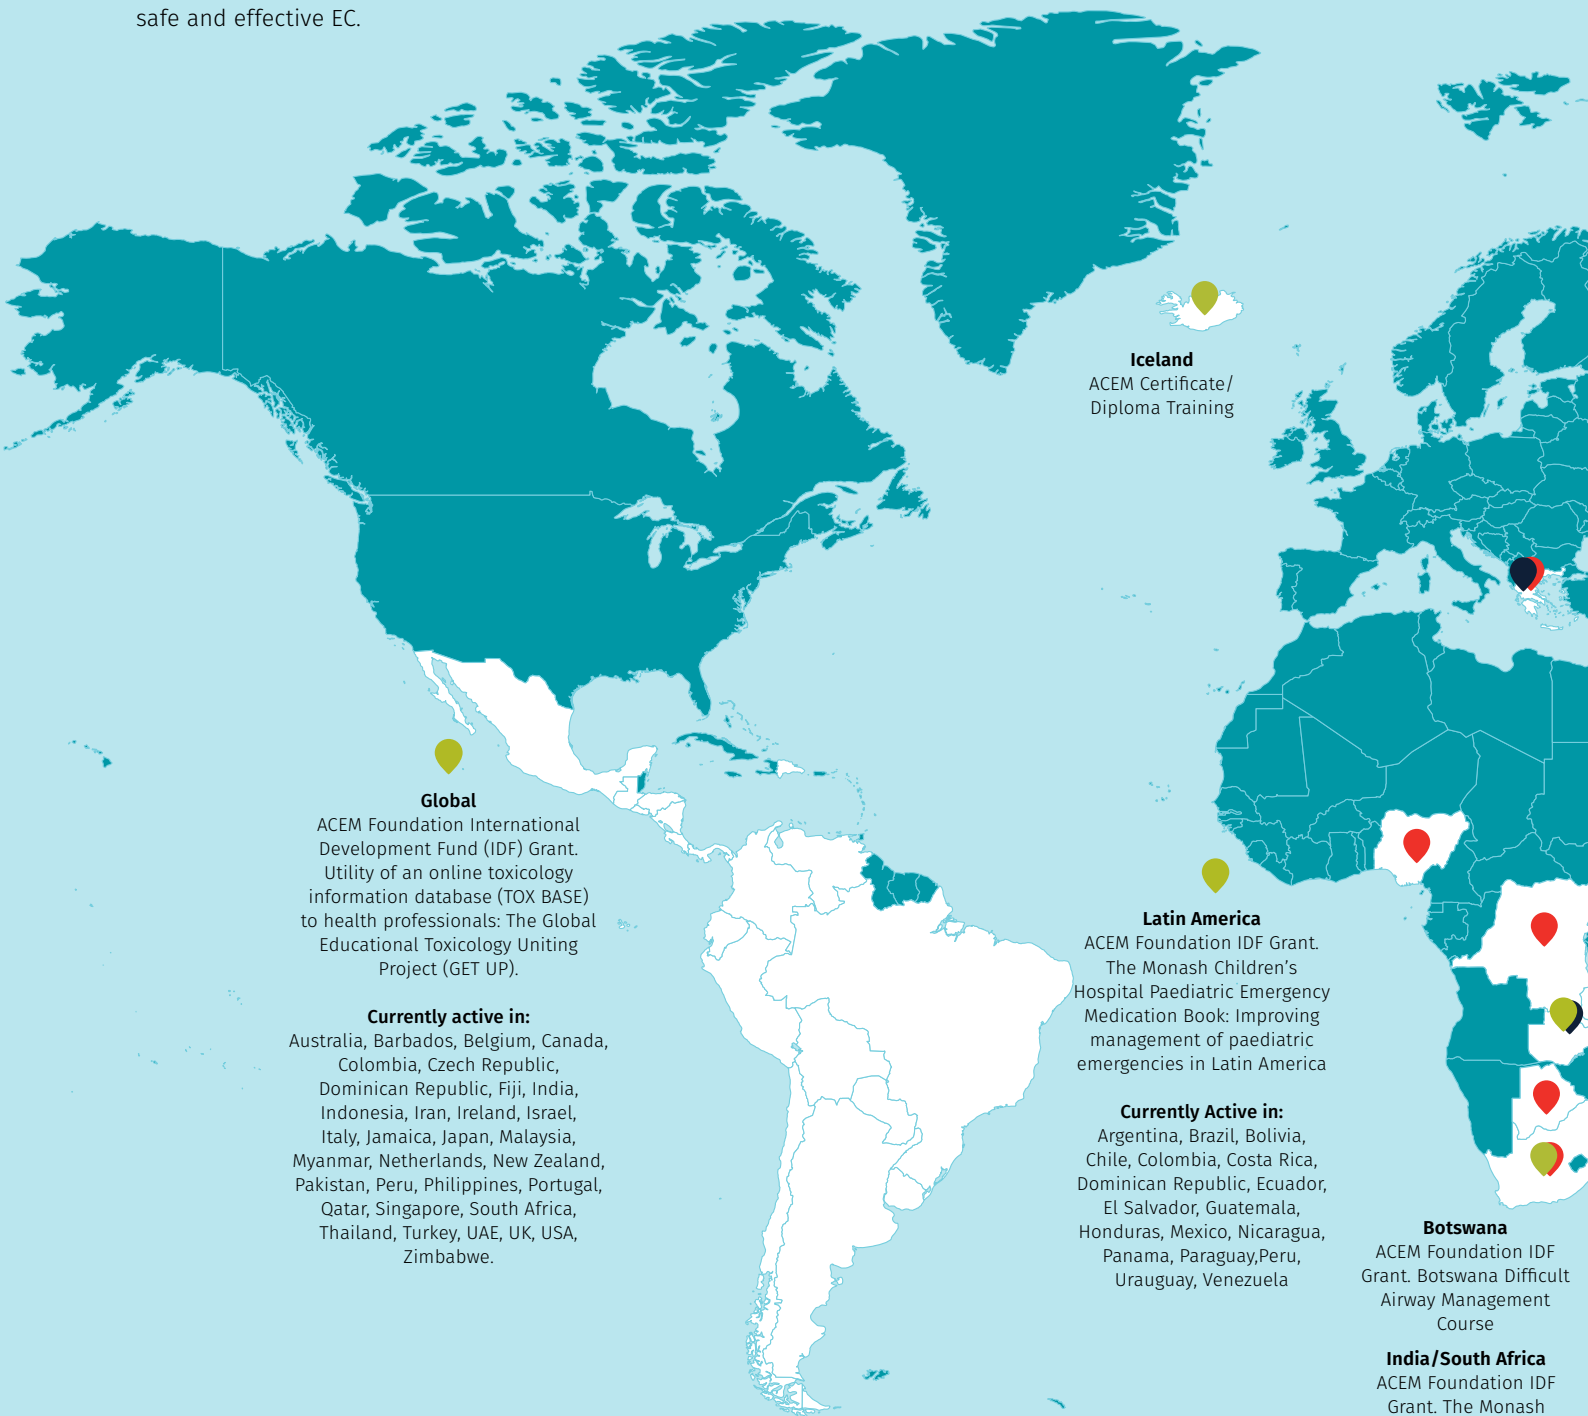 safe and effective EC.
Iceland
ACEM Certificate/
Diploma Training
Global
ACEM Foundation International
Development Fund (IDF) Grant.
Utility of an online toxicology
information database (TOX BASE)
to health professionals: The Global
Educational Toxicology Uniting
Project (GET UP).
Currently active in:
Australia, Barbados, Belgium, Canada,
Colombia, Czech Republic,
Dominican Republic, Fiji, India,
Indonesia, Iran, Ireland, Israel,
Italy, Jamaica, Japan, Malaysia,
Myanmar, Netherlands, New Zealand,
Pakistan, Peru, Philippines, Portugal,
Qatar, Singapore, South Africa,
Thailand, Turkey, UAE, UK, USA,
Zimbabwe.
Latin America
ACEM Foundation IDF Grant.
The Monash Children’s
Hospital Paediatric Emergency
Medication Book: Improving
management of paediatric
emergencies in Latin America
Currently Active in:
Argentina, Brazil, Bolivia,
Chile, Colombia, Costa Rica,
Dominican Republic, Ecuador,
El Salvador, Guatemala,
Honduras, Mexico, Nicaragua,
Panama, Paraguay,Peru,
Urauguay, Venezuela
Botswana
ACEM Foundation IDF
Grant. Botswana Difficult
Airway Management
Course
India/South Africa
ACEM Foundation IDF
Grant. The Monash